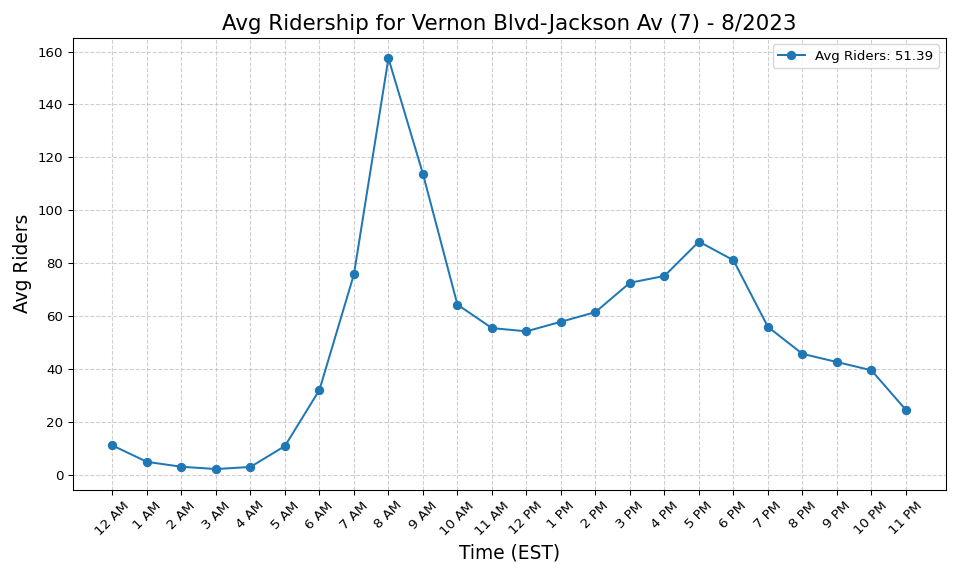 Avg Ridership for Vernon Blvd-Jackson Av (7) - 8/2023
Avg Riders: 51.39
160
140
120
100
80
60
40
20
0
Avg Riders
12 AM
1 AM
2 AM
3 AM
4 AM
5 AM
6 AM
7 AM
8 AM
9 AM
10 AM
11 AM
12 PM
1 PM
2 PM
3 PM
4 PM
5 PM
6 PM
7 PM
8 PM
9 PM
10 PM
11 PM
Time (EST)